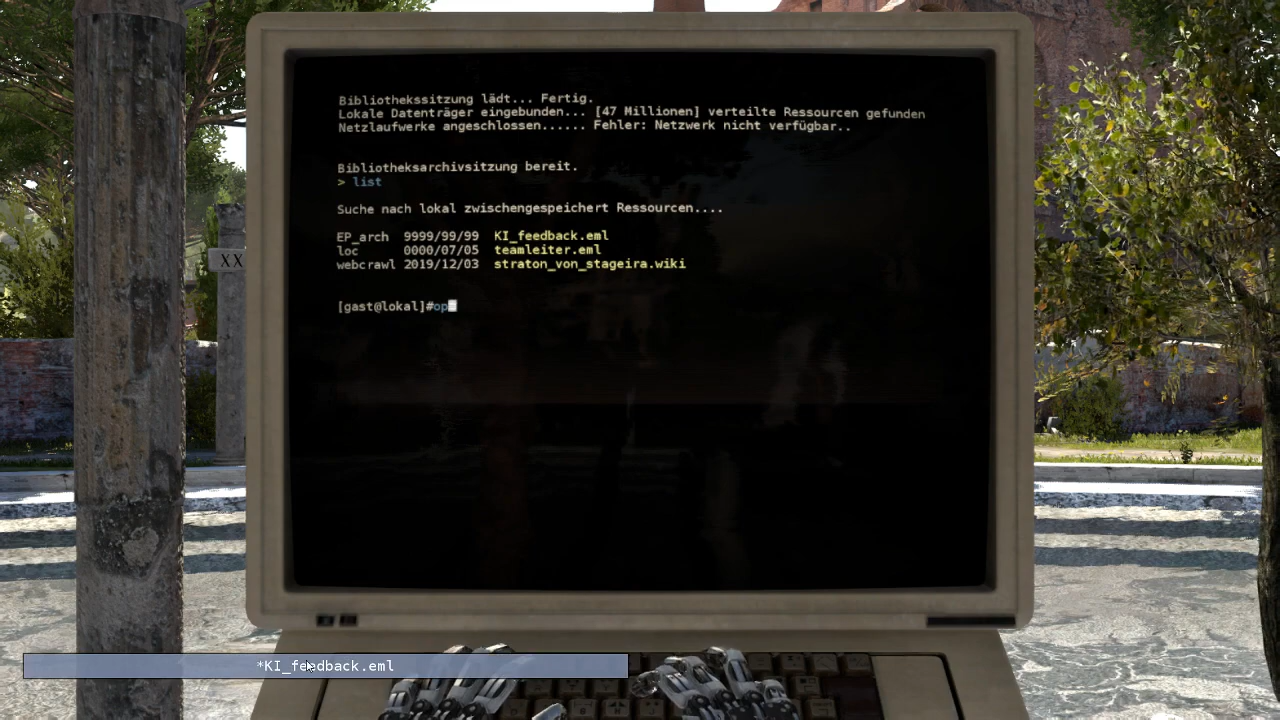 Bibliothekssitzung lädt... Fertig.
Lokale Datenträger eingebunden... [47 Millionen] verteilte Ressourcen gefunden
Netzlaufwerke angeschlossen...... Fehler: Netzwerk nicht verfügbar..
Bibliotheksarchivsitzung bereit.
> list
Suche nach lokal zwischengespeichert Ressourcen....
EP_arch 9999/99/99 KI_feedback.eml
loc 0000/07/05 teamleiter.eml
webcrawl 2019/12/03 straton_von_stageira.wiki
[gast@lokal]#op
XX
*KI_feedback.eml